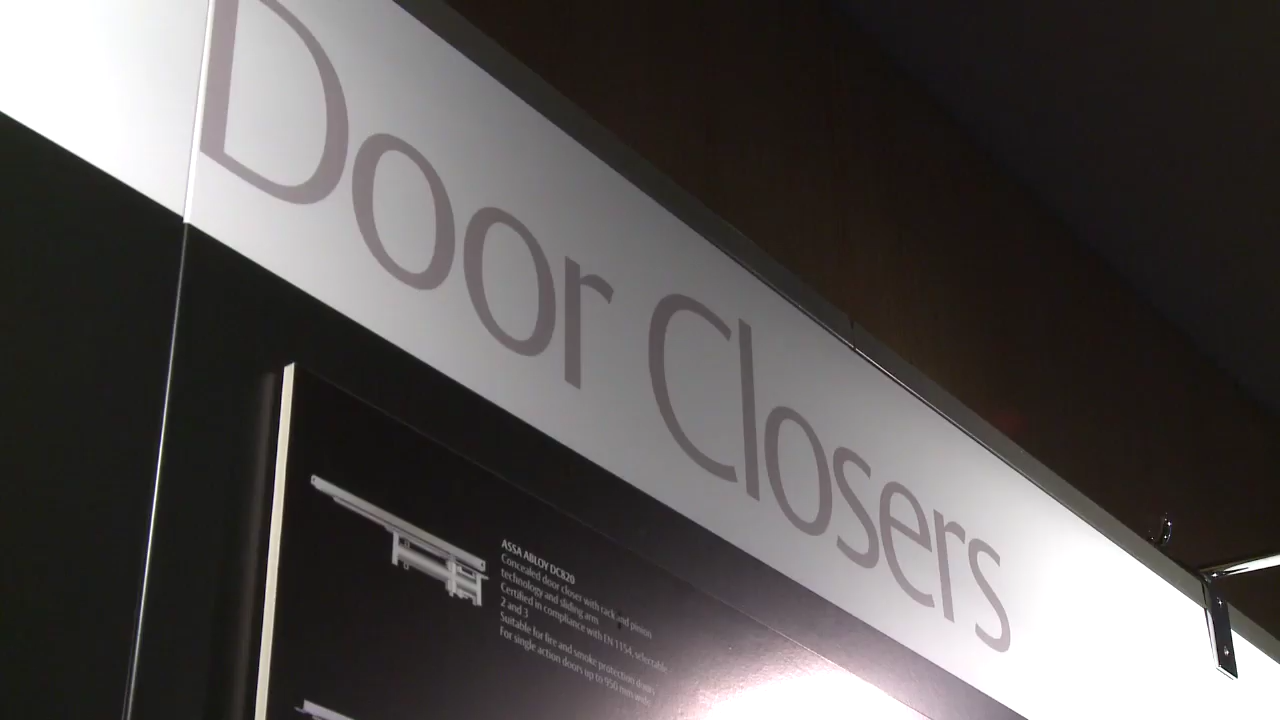 Door Closers
ASSA ABLOY DC820
Concealed door closer with rack and pinion
technology and sliding arm
Certified in compliance with EN 1154, selectable
2 and 3
Suitable for fire and smoke protection doors
For single action doors up to 950 mm